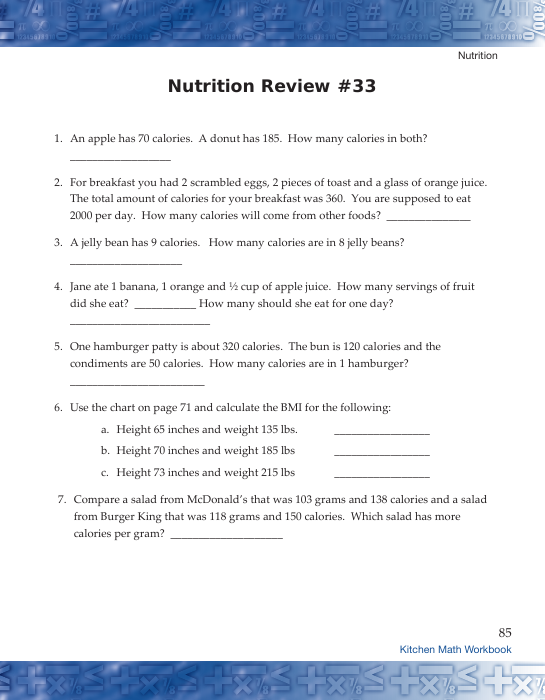 Nutrition
Nutrition Review #33
1. An apple has 70 calories. A donut has 185. How many calories in both?
__________________
2. For breakfast you had 2 scrambled eggs, 2 pieces of toast and a glass of orange juice.
The total amount of calories for your breakfast was 360. You are supposed to eat
2000 per day. How many calories will come from other foods? _______________
3. A jelly bean has 9 calories. How many calories are in 8 jelly beans?
____________________
4. Jane ate 1 banana, 1 orange and ½ cup of apple juice. How many servings of fruit
did she eat? ___________ How many should she eat for one day?
_________________________
5. One hamburger patty is about 320 calories. The bun is 120 calories and the
condiments are 50 calories. How many calories are in 1 hamburger?
________________________
6. Use the chart on page 71 and calculate the BMI for the following:
a. Height 65 inches and weight 135 lbs. _________________
b. Height 70 inches and weight 185 lbs _________________
c. Height 73 inches and weight 215 lbs _________________
7. Compare a salad from McDonald's that was 103 grams and 138 calories and a salad
from Burger King that was 118 grams and 150 calories. Which salad has more
calories per gram? ____________________
85
Kitchen Math Workbook